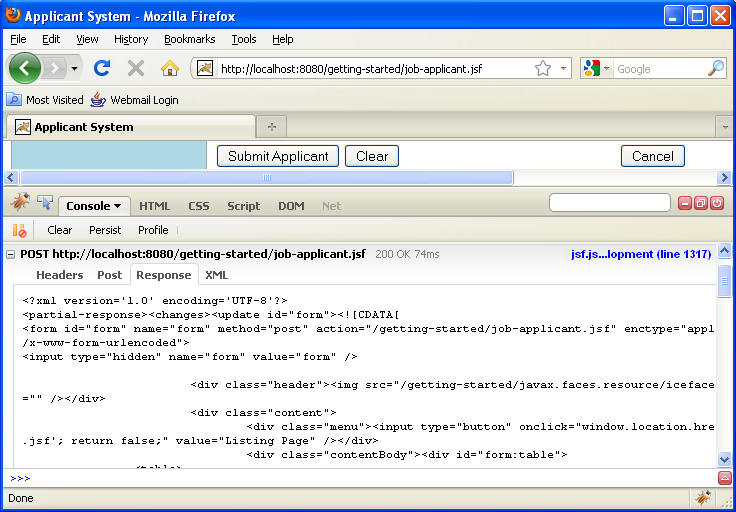 Applicant System - Mozilla Firefox
File Edit View History Bookmarks Tools Help
http://localhost:8080/getting-started/job-applicant.jsf Google
Most Visited Webmail Login
Applicant System
Submit Applicant Clear Cancel
Console HTML CSS Script DOM Net
Clear Persist Profile
POST http://localhost:8080/getting-started/job-applicant.jsf 200 OK 74ms jsf.js...lopment (line 1317)
Headers Post Response XML
<?xml version='1.0' encoding='UTF-8'?>
<partial-response><changes><update id="form"><![CDATA[
<form id="form" name="form" method="post" action="/getting-started/job-applicant.jsf" enctype="appl
/x-www-form-urlencoded">
<input type="hidden" name="form" value="form" />
<div class="header"><img src="/getting-started/javax.faces.resource/iceface
="" /></div>
<div class="content">
<div class="menu"><input type="button" onclick="window.location.hre
.jsf'; return false;" value="Listing Page" /></div>
<div class="contentBody"><div id="form:table">
<table>
>>>
Done